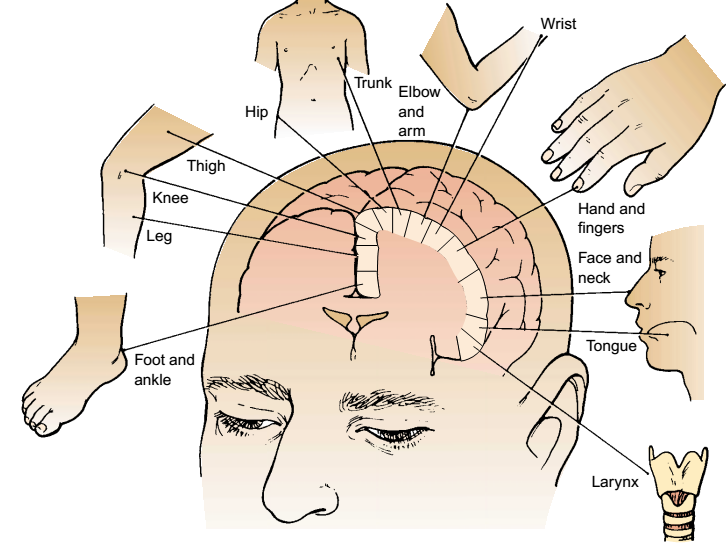 Wrist
Trunk
Elbow
and
arm
Hip
Thigh
Knee
Leg
Hand and
fingers
Face and
neck
Tongue
Foot and
ankle
Larynx